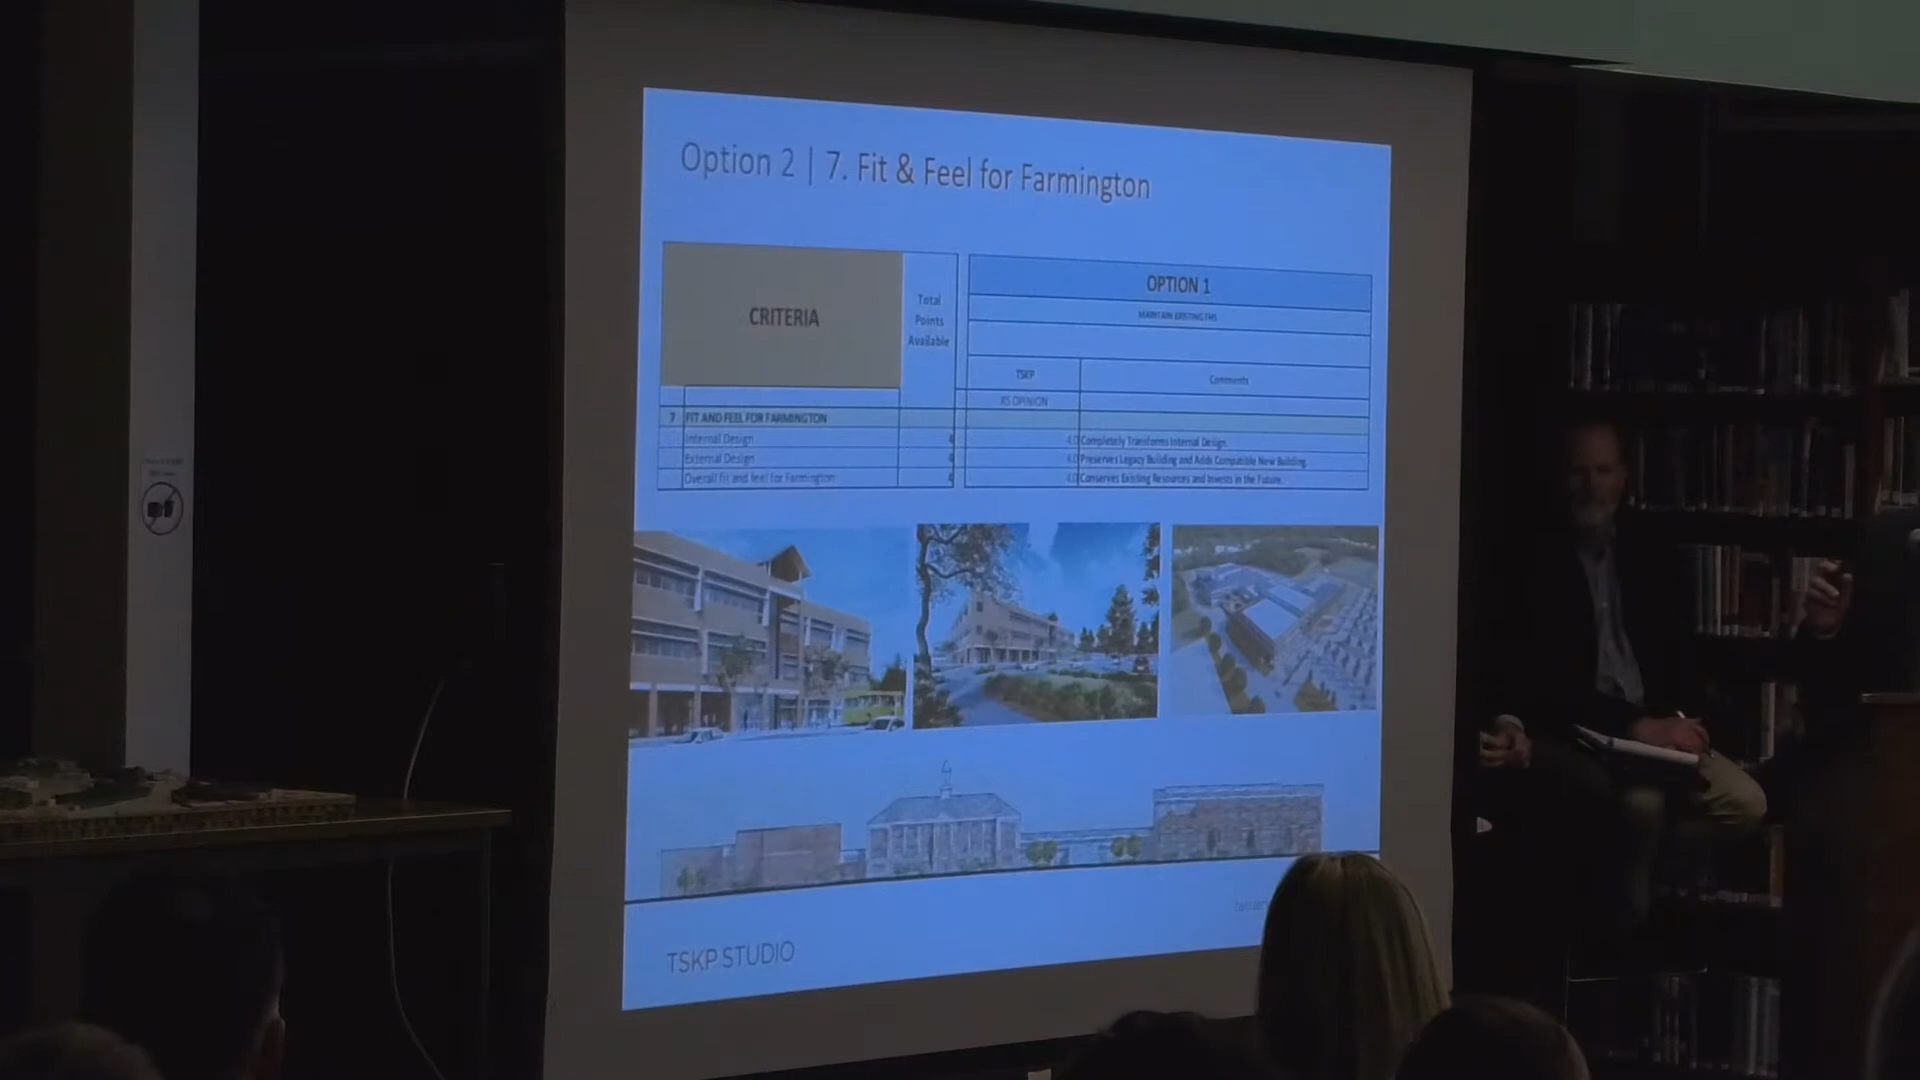 Option 2 | 7. Fit & Feel for Farmington
CRITERIA
Total
Points
Available
OPTION 1
MAINTAIN EXISTING FHS
TSKP
Comments
7 FIT AND FEEL FOR FARMINGTON
Internal Design 4 4.0 Completely Transforms Internal Design.
External Design 4 4.0 Preserves Legacy Building and Adds Compatible New Building.
Overall fit and feel for Farmington 4 4.0 Conserves Existing Resources and Invests in the Future.
TSKP STUDIO